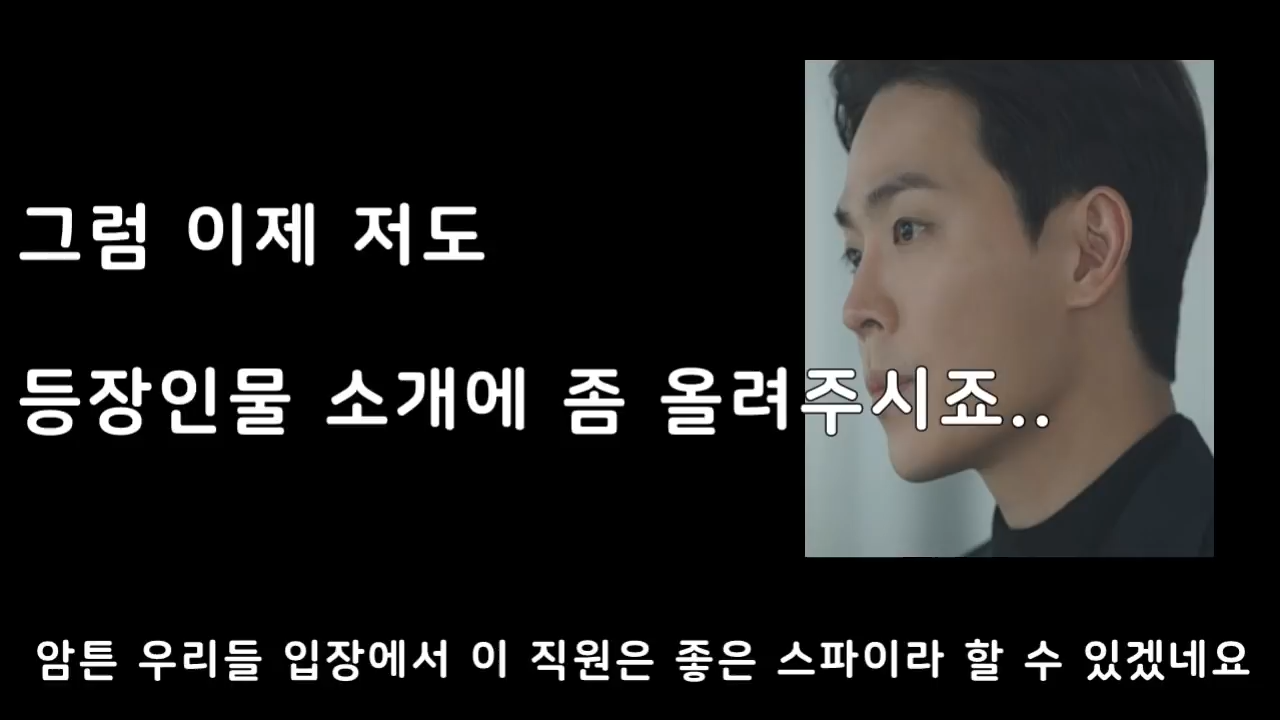 그럼 이제 저도
등장인물 소개에 좀 올려주시죠..
암튼 우리들 입장에서 이 직원은 좋은 스파이라 할 수 있겠네요